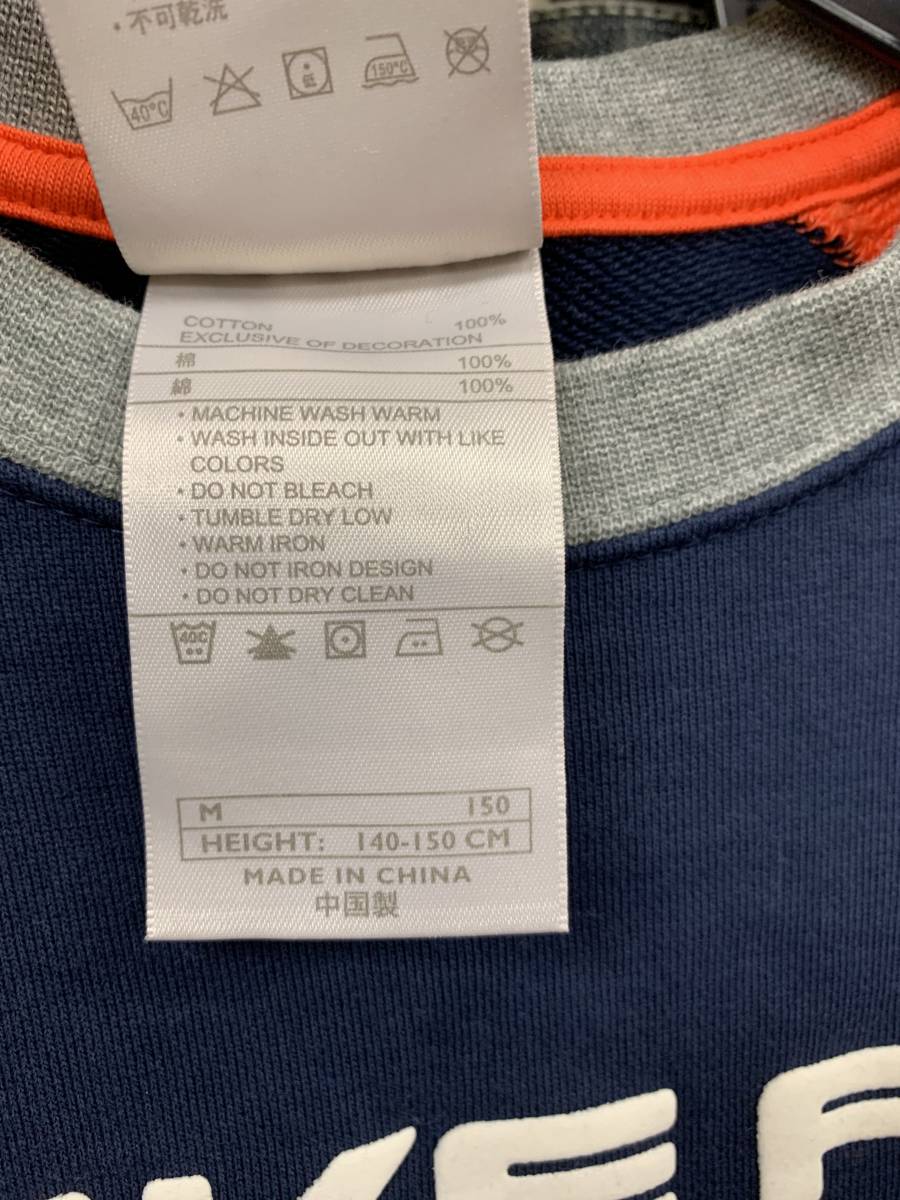 ・不可乾洗
40°C
低
150°C
COTTON 100%
EXCLUSIVE OF DECORATION
棉 100%
綿 100%
• MACHINE WASH WARM
• WASH INSIDE OUT WITH LIKE
COLORS
• DO NOT BLEACH
• TUMBLE DRY LOW
• WARM IRON
• DO NOT IRON DESIGN
• DO NOT DRY CLEAN
40C
M 150
HEIGHT: 140-150 CM
MADE IN CHINA
中国製